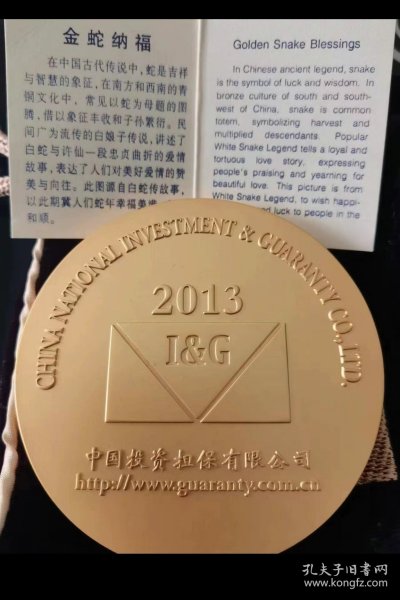 金蛇纳福
在中国古代传说中，蛇是吉祥
与智慧的象征，在南方和西南的青
铜文化中，常见以蛇为母题的图
腾，借以象征丰收和子孙繁衍。民
间广为流传的白娘子传说，讲述了
白蛇与许仙一段忠贞曲折的爱情
故事，表达了人们对美好爱情的赞
美与向往。此图源自白蛇传故事，
以此期冀人们蛇年幸福美满
和顺。
Golden Snake Blessings
In Chinese ancient legend, snake
is the symbol of luck and wisdom. In
bronze culture of south and south-
west of China, snake is common
totem, symbolizing harvest and
multiplied descendants. Popular
White Snake Legend tells a loyal and
tortuous love story, expressing
people's praising and yearning for
beautiful love. This picture is from
White Snake Legend, to wish happi-
and luck to people in the
CHINA NATIONAL INVESTMENT & GUARANTY CO., LTD.
2013
I&G
中国投资担保有限公司
http://www.guaranty.com.cn
孔夫子旧书网
www.kongfz.com